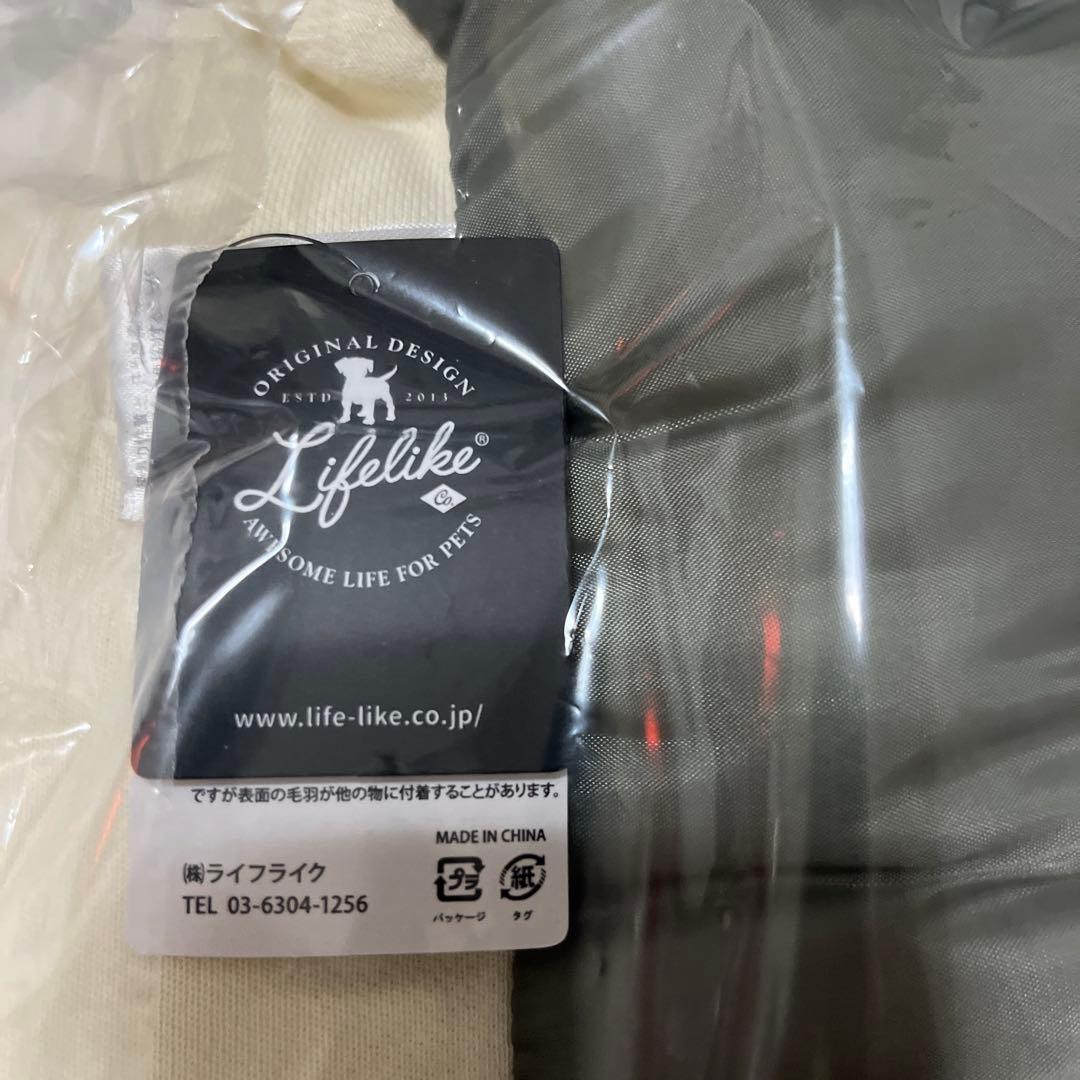 ORIGINAL DESIGN
ESTD 2013
Lifelike®
Co.
AWESOME LIFE FOR PETS
www.life-like.co.jp/
ですが表面の毛羽が他の物に付着することがあります。
MADE IN CHINA
㈱ライフライク
TEL 03-6304-1256
プラ
パッケージ
紙
タグ